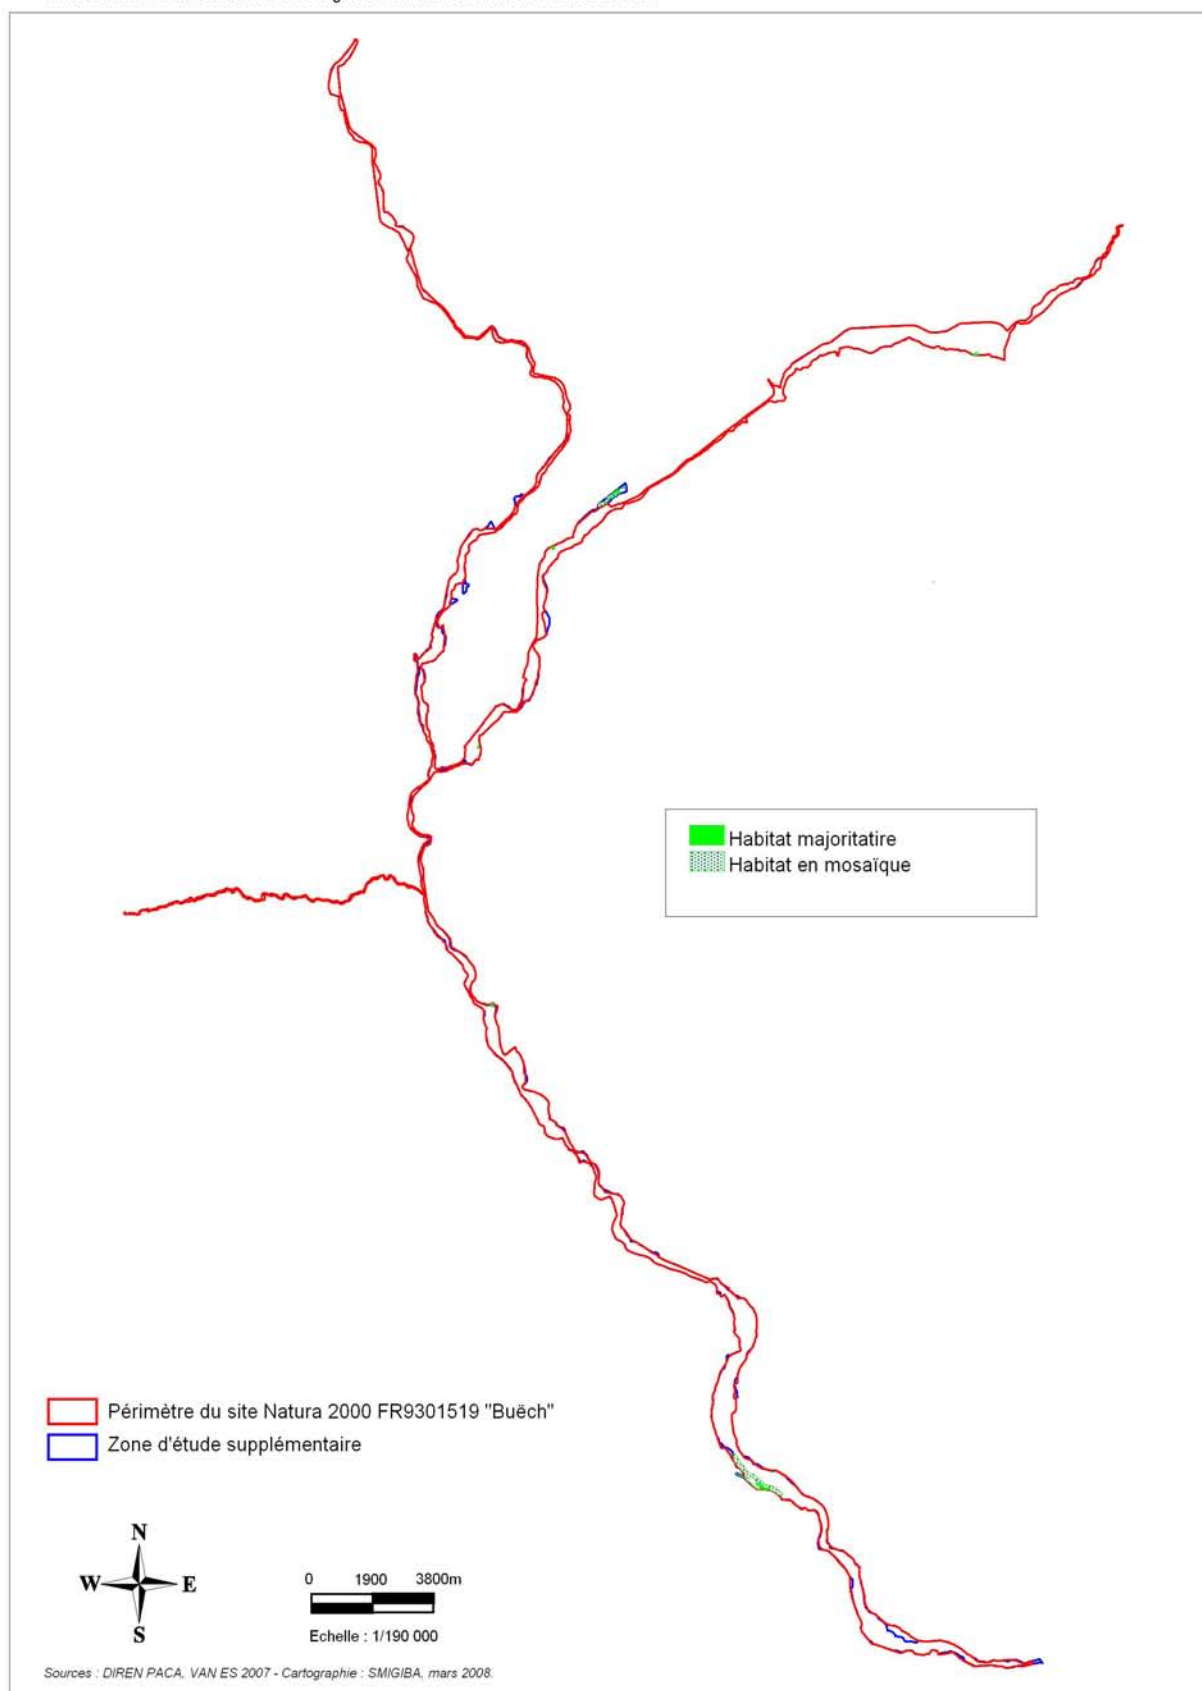 Habitat majoritatire
Habitat en mosaïque
Périmètre du site Natura 2000 FR9301519 "Buëch"
Zone d'étude supplémentaire
N
W E
S
0 1900 3800m
Echelle : 1/190 000
Sources : DIREN PACA, VAN ES 2007 - Cartographie : SMIGIBA, mars 2008.